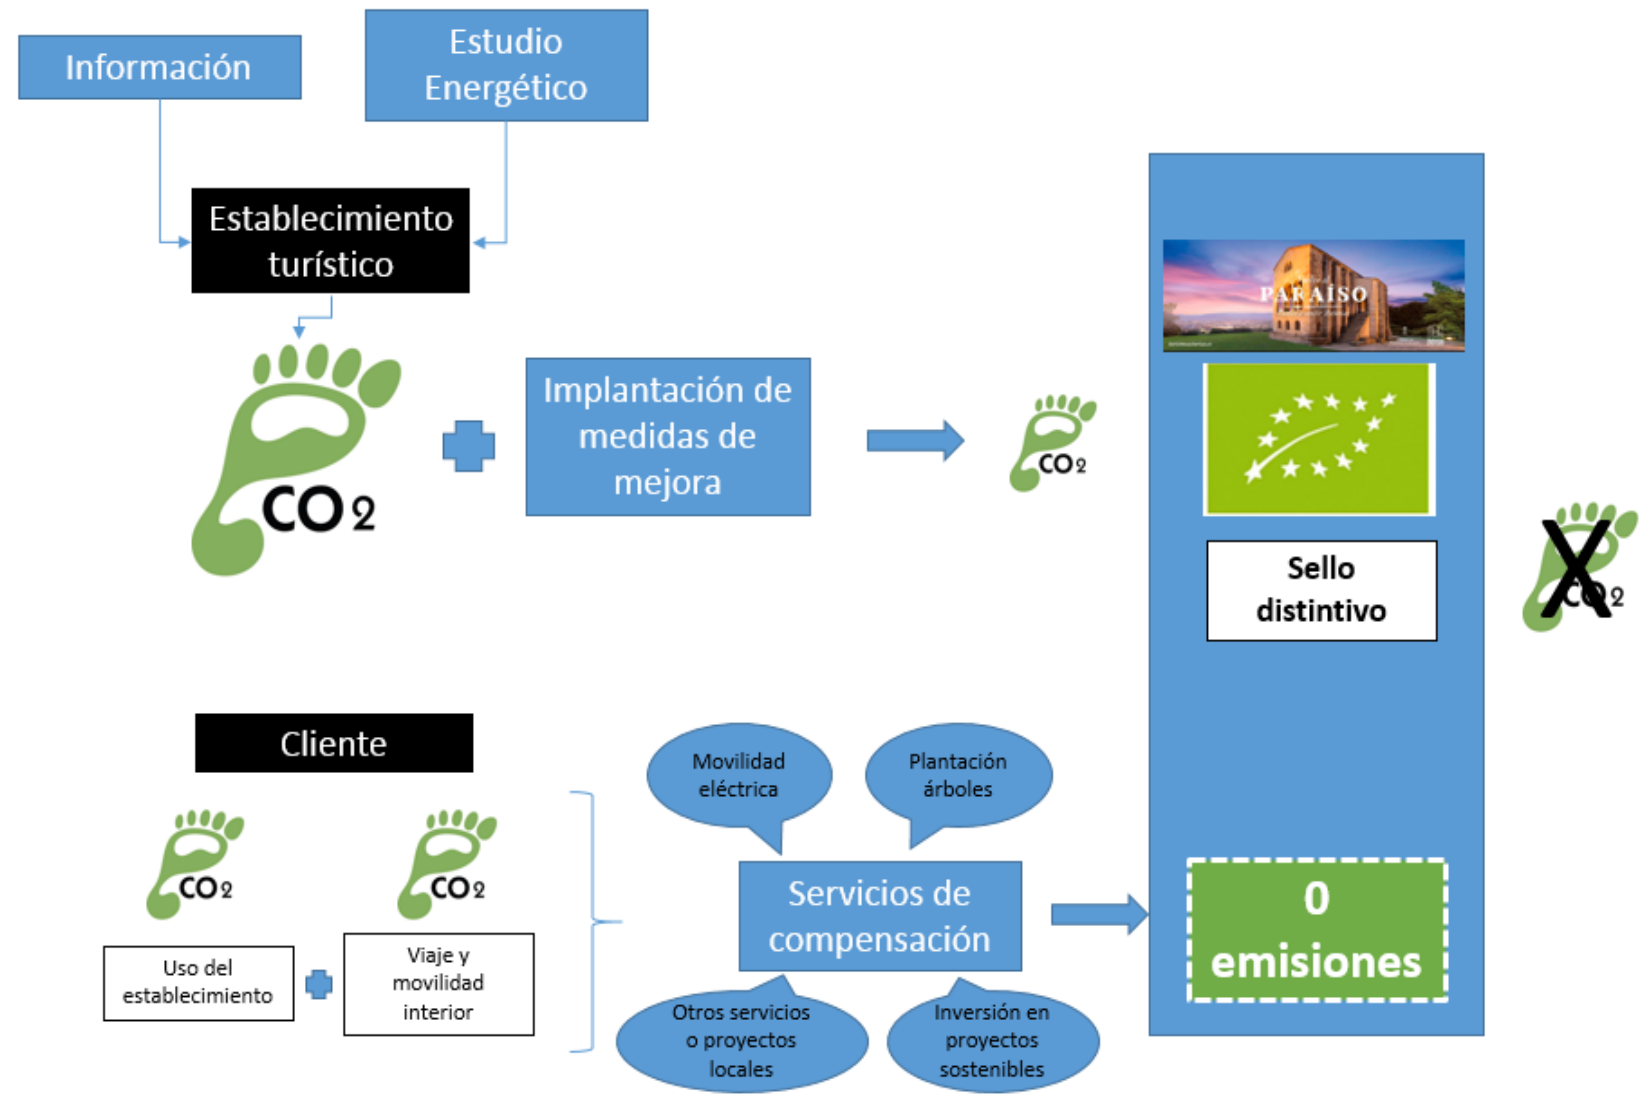 Información
Estudio
Energético
Establecimiento
turístico
CO2
Implantación de
medidas de
mejora
CO2
PARAÍSO
Sello
distintivo
CO2
X
Cliente
CO2
CO2
Uso del
establecimiento
Viaje y
movilidad
interior
Movilidad
eléctrica
Plantación
árboles
Servicios de
compensación
Otros servicios
o proyectos
locales
Inversión en
proyectos
sostenibles
0
emisiones